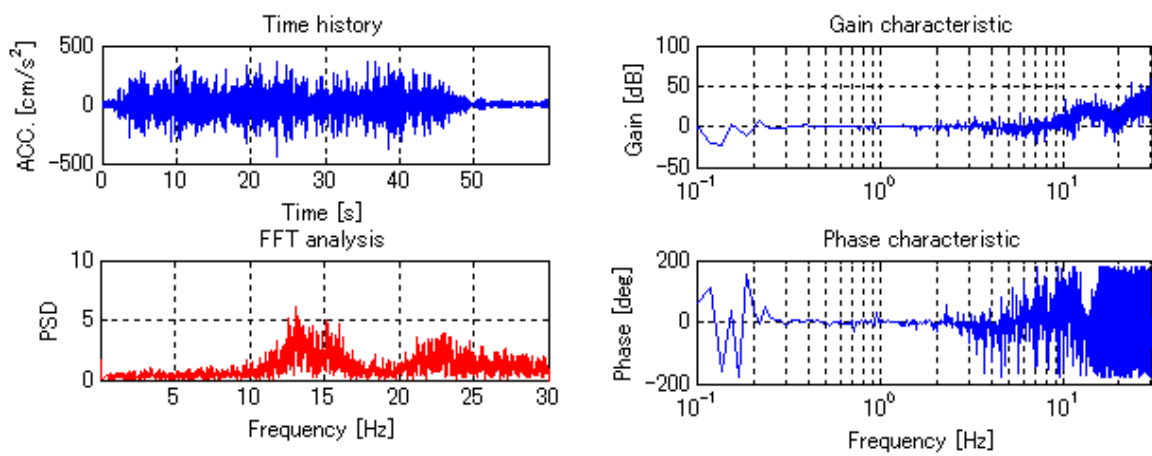 Time history
500
0
−500
ACC. [cm/s²]
0 10 20 30 40 50 60
Time [s]
FFT analysis
10
5
0
PSD
5 10 15 20 25 30
Frequency [Hz]
Gain characteristic
100
50
0
−50
Gain [dB]
10⁻¹ 10⁰ 10¹
Phase characteristic
200
0
−200
Phase [deg]
10⁻¹ 10⁰ 10¹
Frequency [Hz]